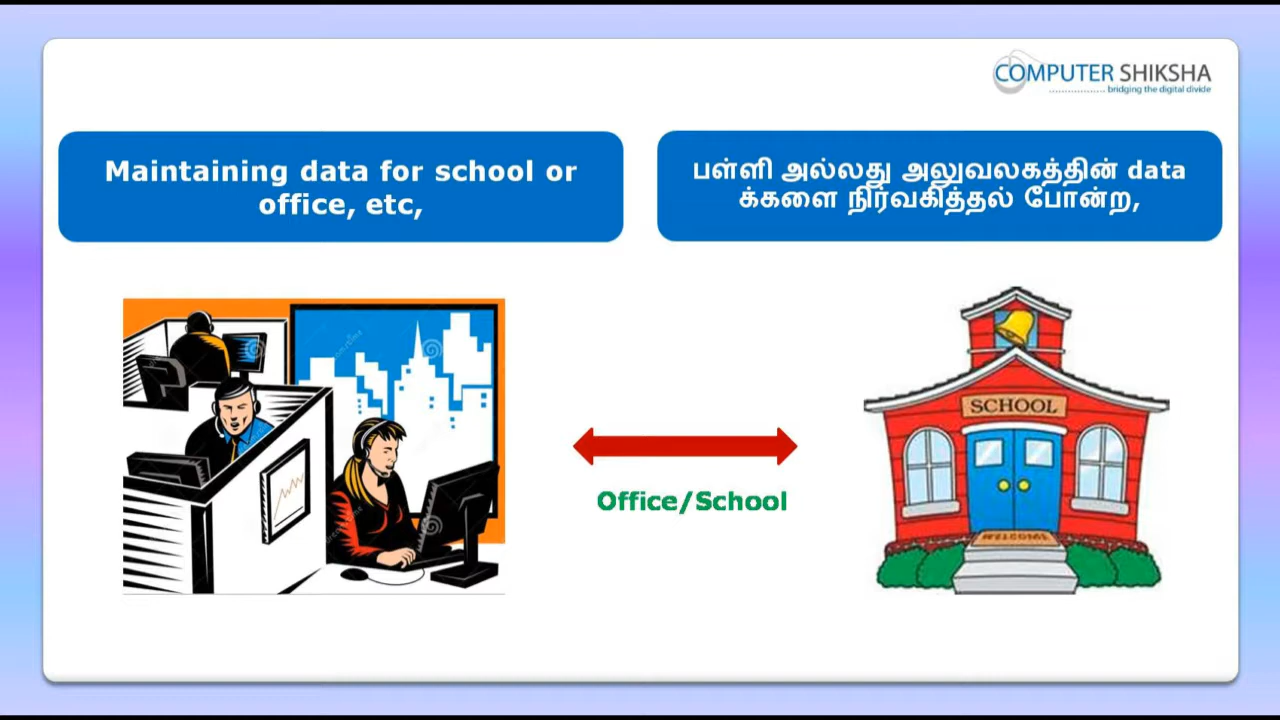 COMPUTER SHIKSHA
bridging the digital divide
Maintaining data for school or
office, etc,
பள்ளி அல்லது அலுவலகத்தின் data
க்களை நிர்வகித்தல் போன்ற,
SCHOOL
Office/School
WELCOME